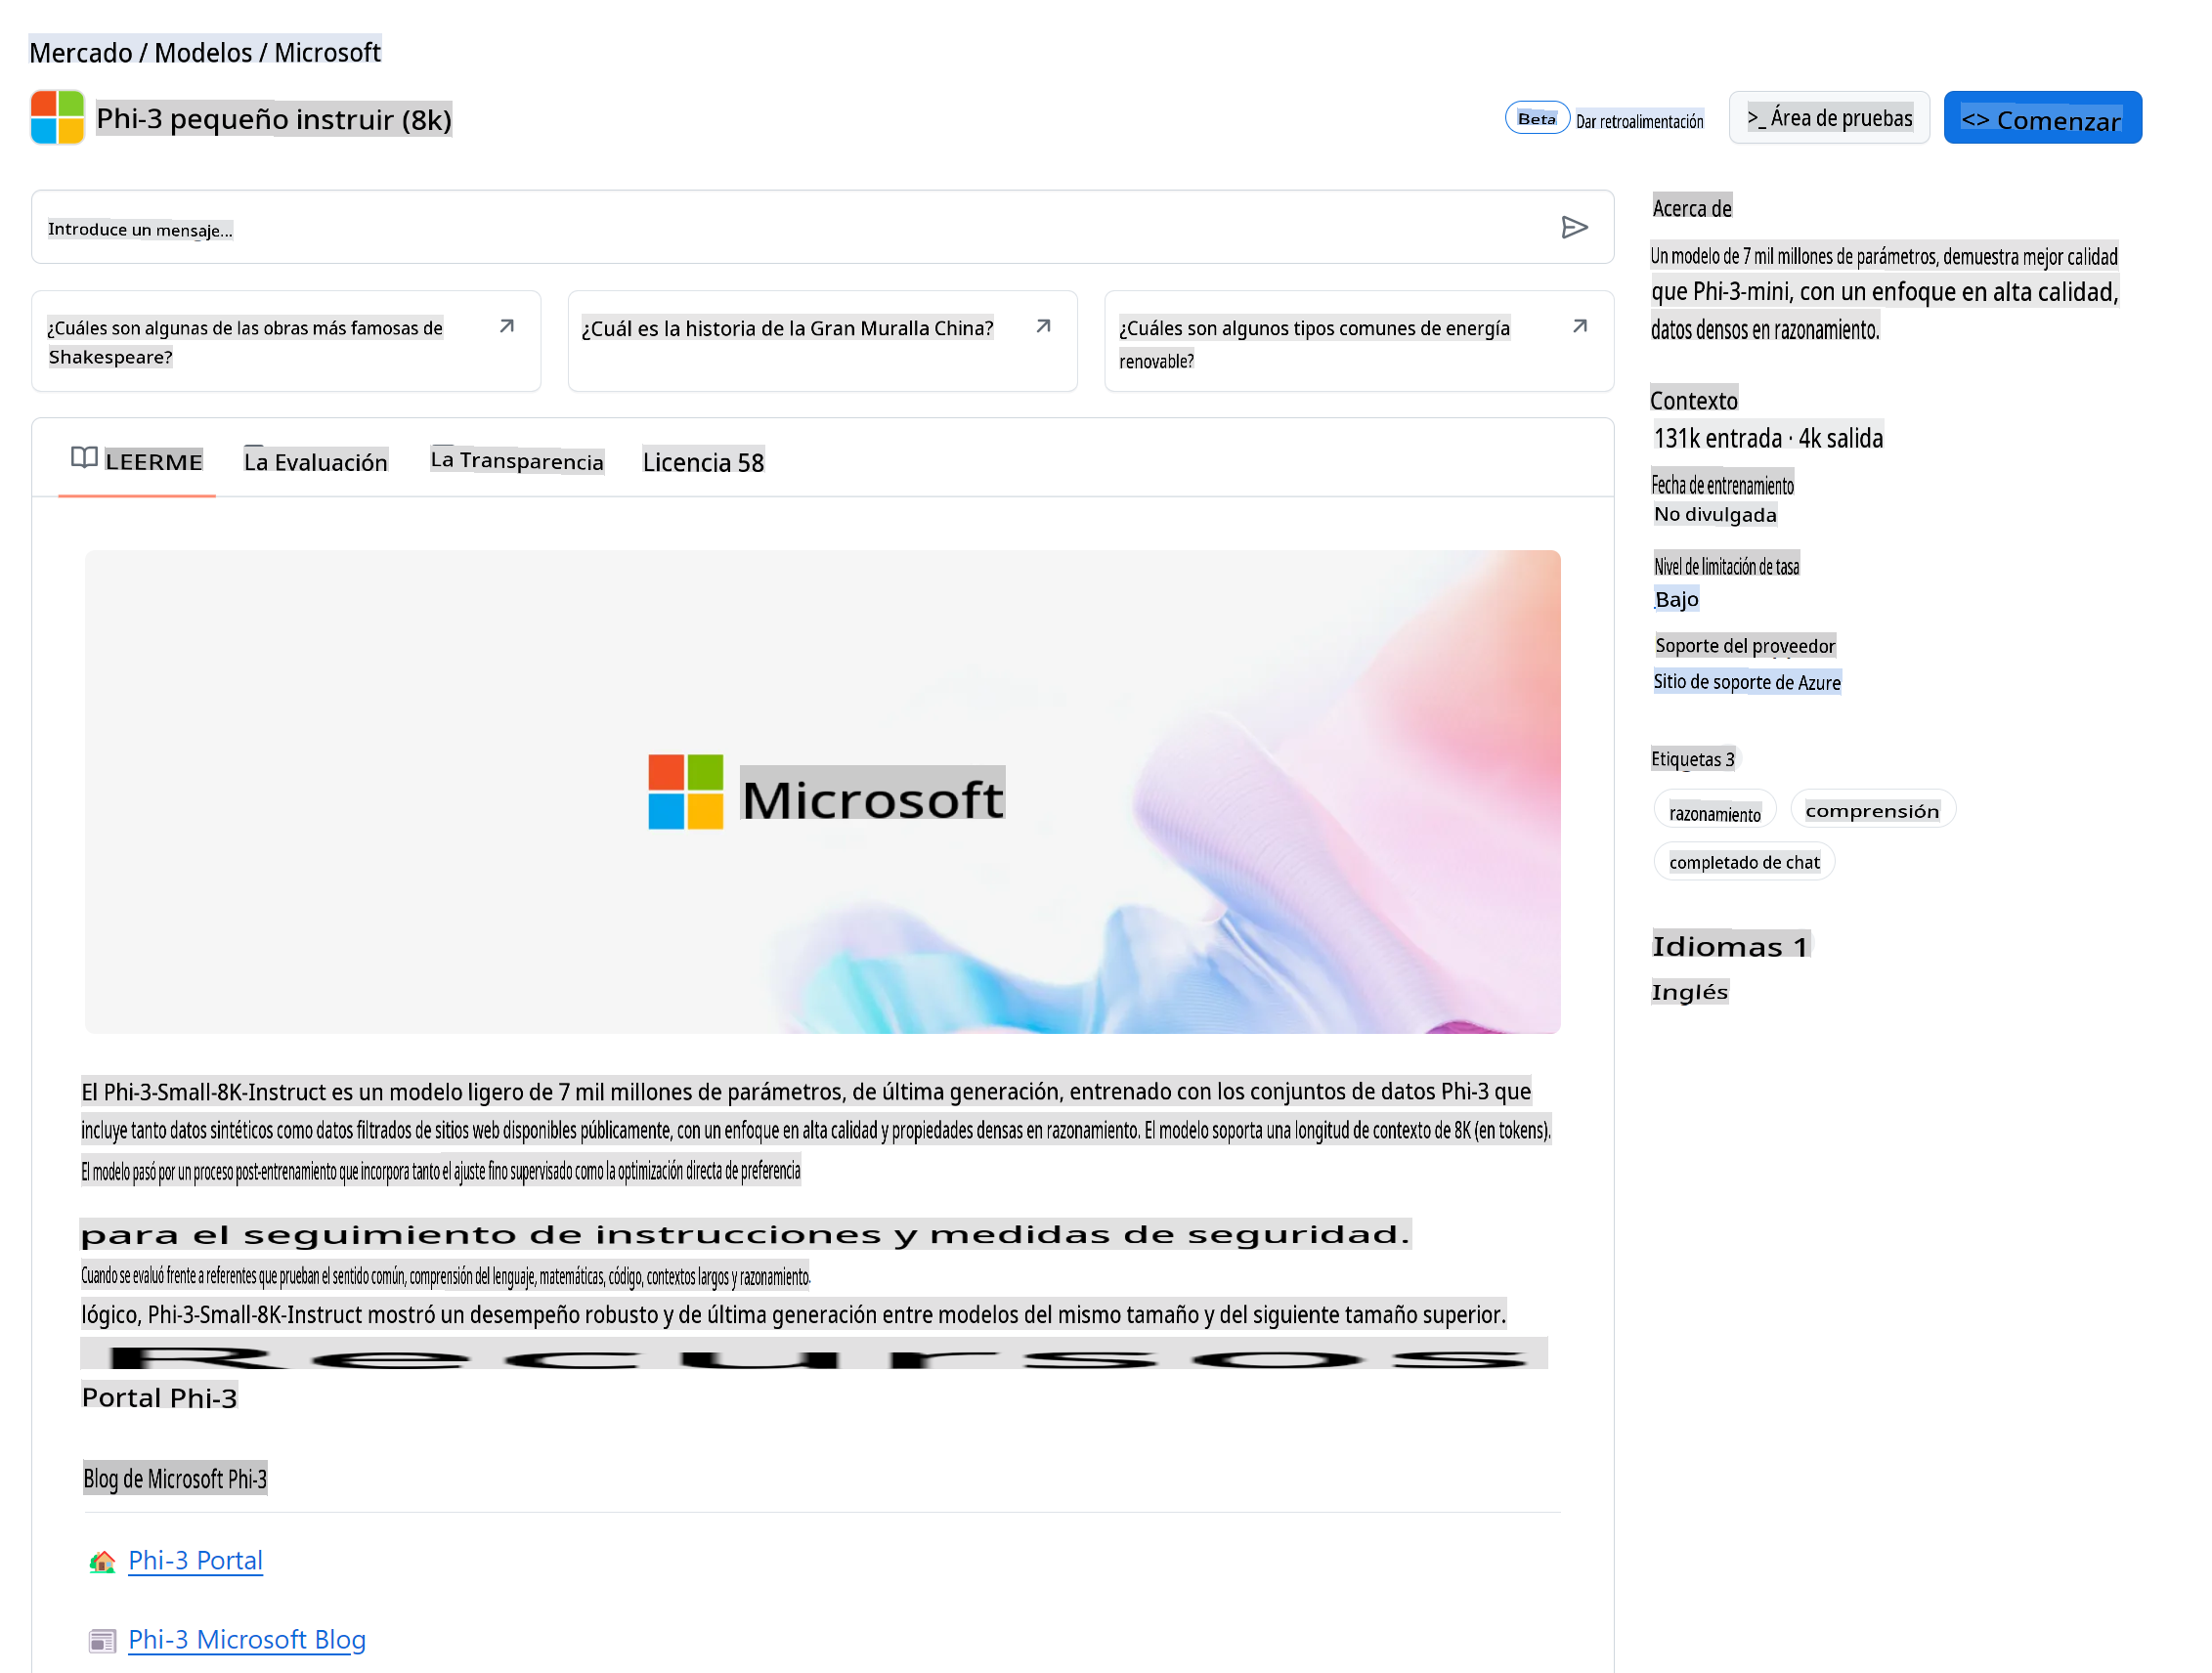 Mercado / Modelos / Microsoft
Phi-3 pequeño instruir (8k)
Beta
Dar retroalimentación
>_ Área de pruebas
<> Comenzar
Introduce un mensaje...
¿Cuáles son algunas de las obras más famosas de
Shakespeare?
¿Cuál es la historia de la Gran Muralla China?
¿Cuáles son algunos tipos comunes de energía
renovable?
LEERME
La Evaluación
La Transparencia
Licencia 58
Microsoft
El Phi-3-Small-8K-Instruct es un modelo ligero de 7 mil millones de parámetros, de última generación, entrenado con los conjuntos de datos Phi-3 que
incluye tanto datos sintéticos como datos filtrados de sitios web disponibles públicamente, con un enfoque en alta calidad y propiedades densas en razonamiento. El modelo soporta una longitud de contexto de 8K (en tokens).
El modelo pasó por un proceso post-entrenamiento que incorpora tanto el ajuste fino supervisado como la optimización directa de preferencia
para el seguimiento de instrucciones y medidas de seguridad.
Cuando se evaluó frente a referentes que prueban el sentido común, comprensión del lenguaje, matemáticas, código, contextos largos y razonamiento
lógico, Phi-3-Small-8K-Instruct mostró un desempeño robusto y de última generación entre modelos del mismo tamaño y del siguiente tamaño superior.
Recursos
Portal Phi-3
Blog de Microsoft Phi-3
Phi-3 Portal
Phi-3 Microsoft Blog
Acerca de
Un modelo de 7 mil millones de parámetros, demuestra mejor calidad
que Phi-3-mini, con un enfoque en alta calidad,
datos densos en razonamiento.
Contexto
131k entrada · 4k salida
Fecha de entrenamiento
No divulgada
Nivel de limitación de tasa
Bajo
Soporte del proveedor
Sitio de soporte de Azure
Etiquetas 3
razonamiento
comprensión
completado de chat
Idiomas 1
Inglés